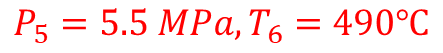 P₅ = 5.5 MPa, T₆ = 490°C